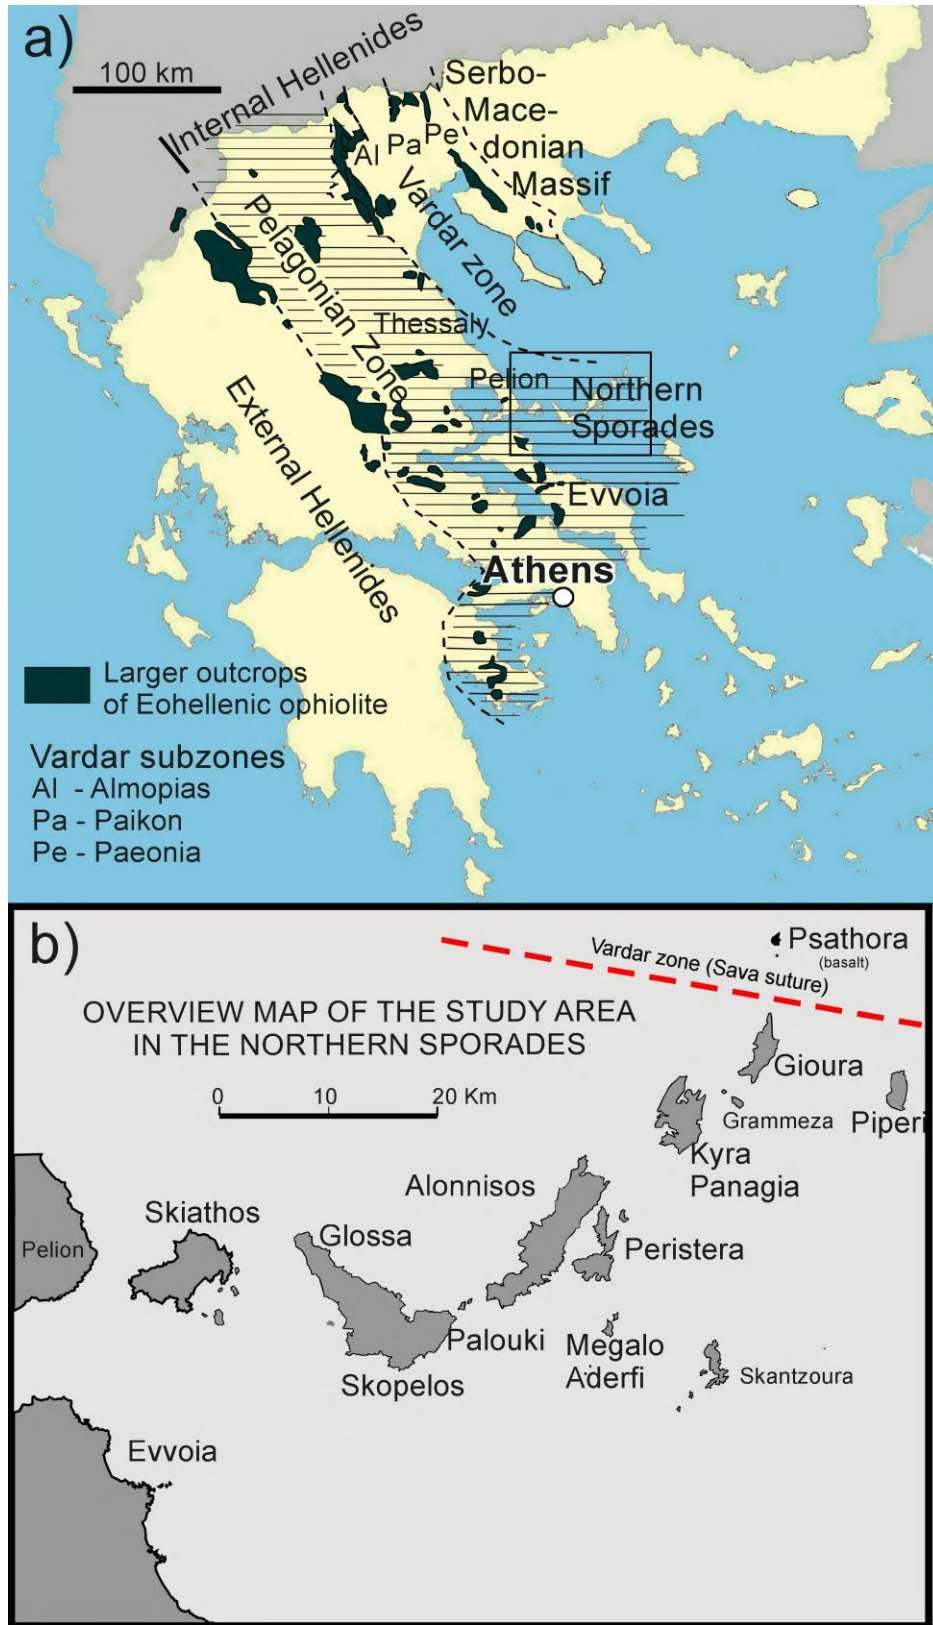 a)
100 km
Internal Hellenides
Serbo-
Mace-
donian
Massif
Al
Pa
Pe
Vardar zone
Pelagonian Zone
Thessaly
Pelion
Northern
Sporades
External Hellenides
Evvoia
Athens
Larger outcrops
of Eohellenic ophiolite
Vardar subzones
Al - Almopias
Pa - Paikon
Pe - Paeonia
b)
Psathora
(basalt)
Vardar zone (Sava suture)
OVERVIEW MAP OF THE STUDY AREA
IN THE NORTHERN SPORADES
0 10 20 Km
Gioura
Grammeza
Piperi
Kyra
Panagia
Alonnisos
Skiathos
Glossa
Pelion
Peristera
Palouki
Megalo
Aderfi
Skopelos
Skantzoura
Evvoia